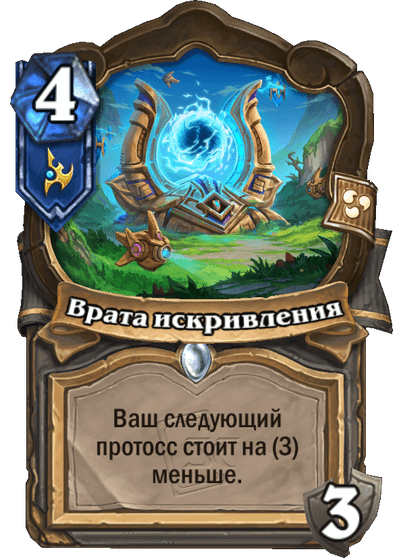 4
Врата искривления
Ваш следующий
протосс стоит на (3)
меньше.
3